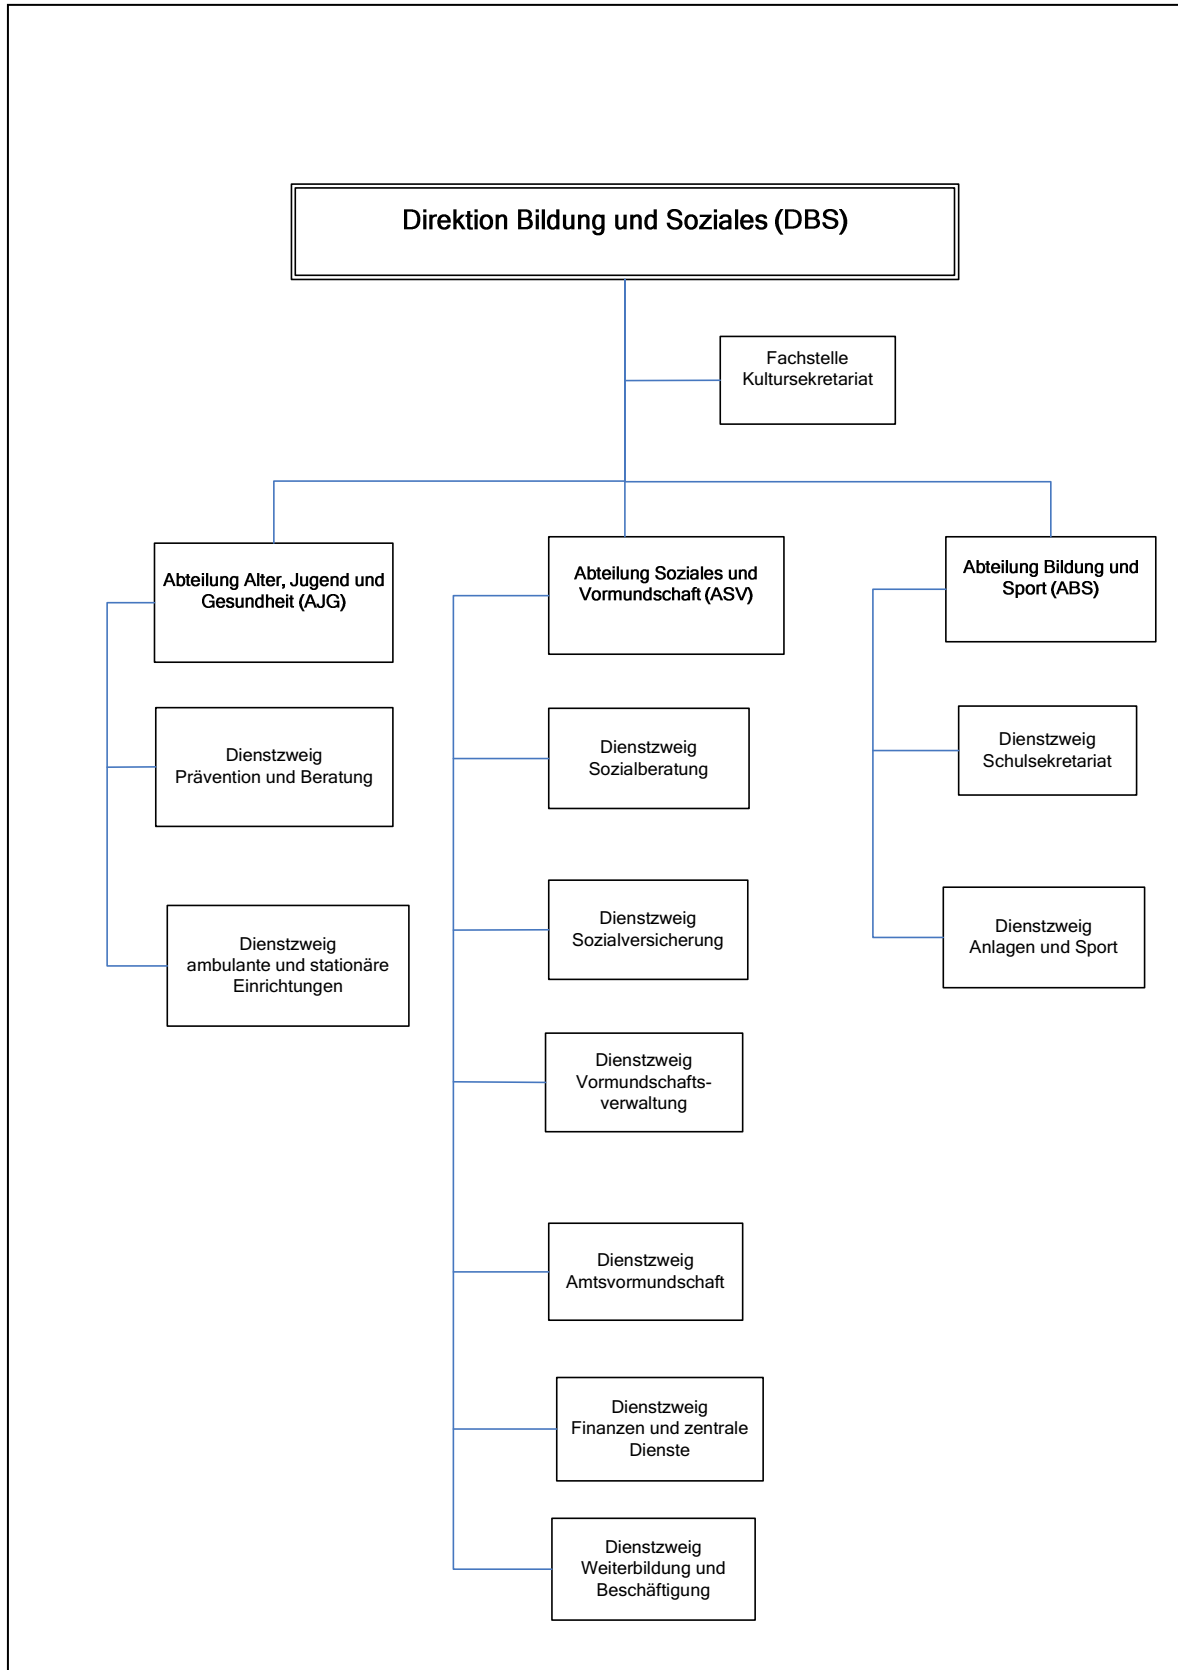 Direktion Bildung und Soziales (DBS)
Fachstelle
Kultursekretariat
Abteilung Alter, Jugend und
Gesundheit (AJG)
Dienstzweig
Prävention und Beratung
Dienstzweig
ambulante und stationäre
Einrichtungen
Abteilung Soziales und
Vormundschaft (ASV)
Dienstzweig
Sozialberatung
Dienstzweig
Sozialversicherung
Dienstzweig
Vormundschafts-
verwaltung
Dienstzweig
Amtsvormundschaft
Dienstzweig
Finanzen und zentrale
Dienste
Dienstzweig
Weiterbildung und
Beschäftigung
Abteilung Bildung und
Sport (ABS)
Dienstzweig
Schulsekretariat
Dienstzweig
Anlagen und Sport